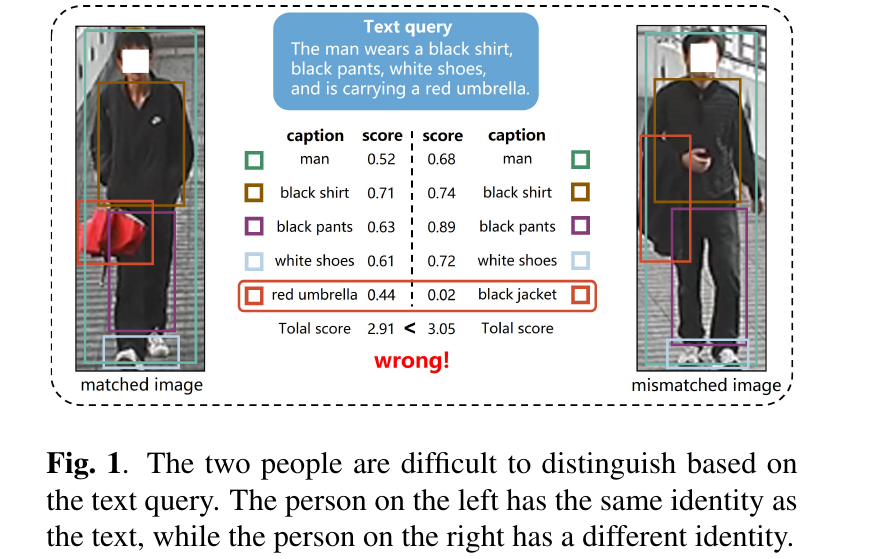 Text query
The man wears a black shirt,
black pants, white shoes,
and is carrying a red umbrella.
caption score score caption
man 0.52 0.68 man
black shirt 0.71 0.74 black shirt
black pants 0.63 0.89 black pants
white shoes 0.61 0.72 white shoes
red umbrella 0.44 0.02 black jacket
Tolal score 2.91 < 3.05 Tolal score
wrong!
matched image
mismatched image
Fig. 1. The two people are difficult to distinguish based on
the text query. The person on the left has the same identity as
the text, while the person on the right has a different identity.